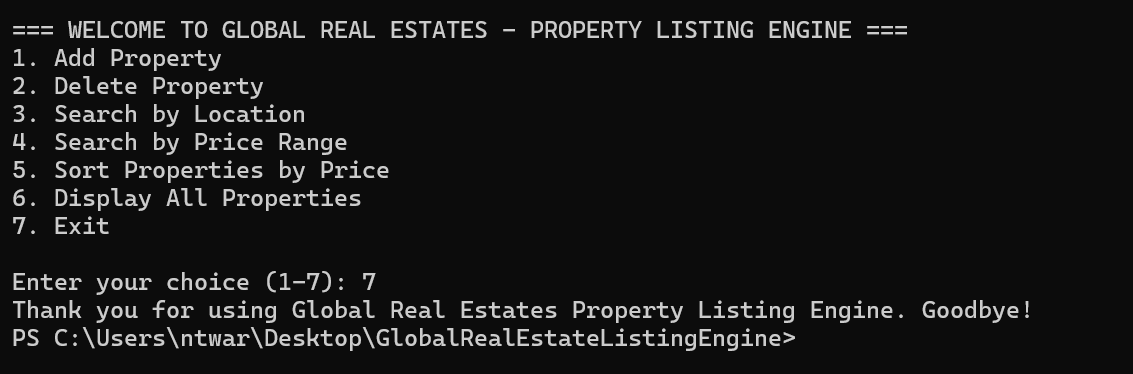 === WELCOME TO GLOBAL REAL ESTATES - PROPERTY LISTING ENGINE ===
1. Add Property
2. Delete Property
3. Search by Location
4. Search by Price Range
5. Sort Properties by Price
6. Display All Properties
7. Exit
Enter your choice (1-7): 7
Thank you for using Global Real Estates Property Listing Engine. Goodbye!
PS C:\Users\ntwar\Desktop\GlobalRealEstateListingEngine>